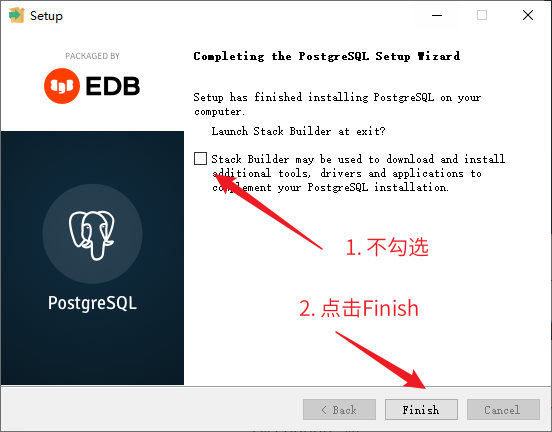 Setup
PACKAGED BY
EDB
Completing the PostgreSQL Setup Wizard
Setup has finished installing PostgreSQL on your
computer.
Launch Stack Builder at exit?
Stack Builder may be used to download and install
additional tools, drivers and applications to
complement your PostgreSQL installation.
1. 不勾选
PostgreSQL
2. 点击Finish
< Back
Finish
Cancel